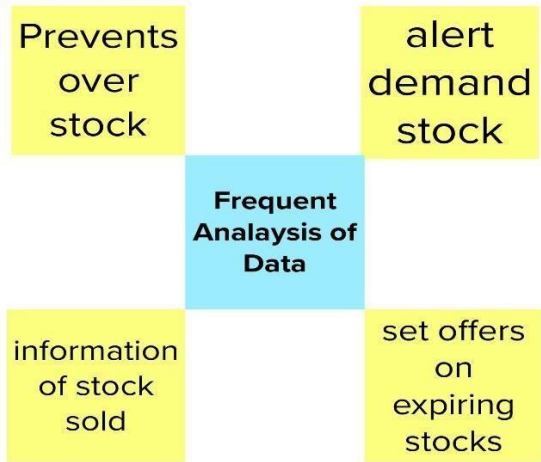 Prevents
over
stock
alert
demand
stock
Frequent
Analaysis of
Data
information
of stock
sold
set offers
on
expiring
stocks